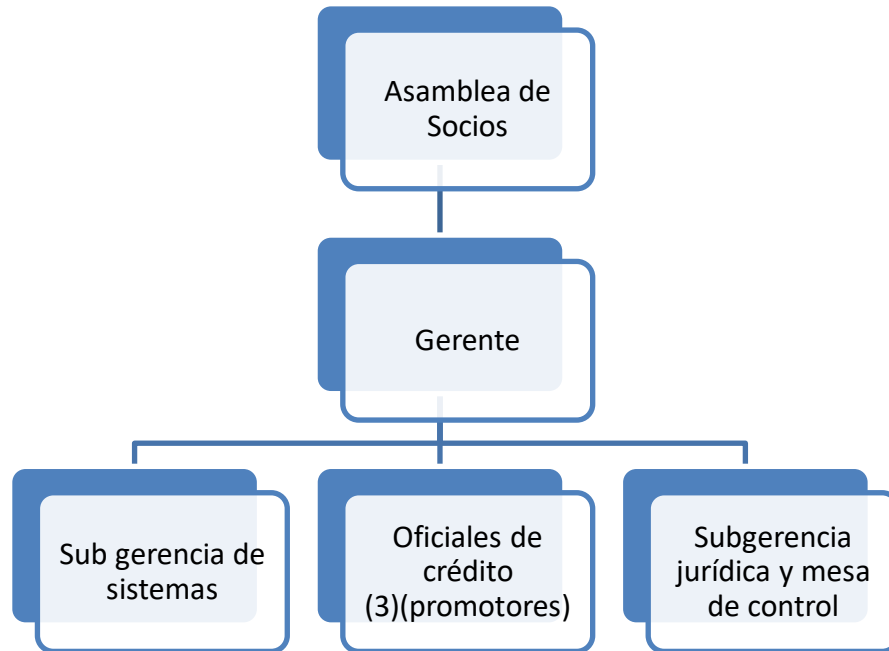 Asamblea de
Socios
Gerente
Sub gerencia de
sistemas
Oficiales de
crédito
(3)(promotores)
Subgerencia
jurídica y mesa
de control